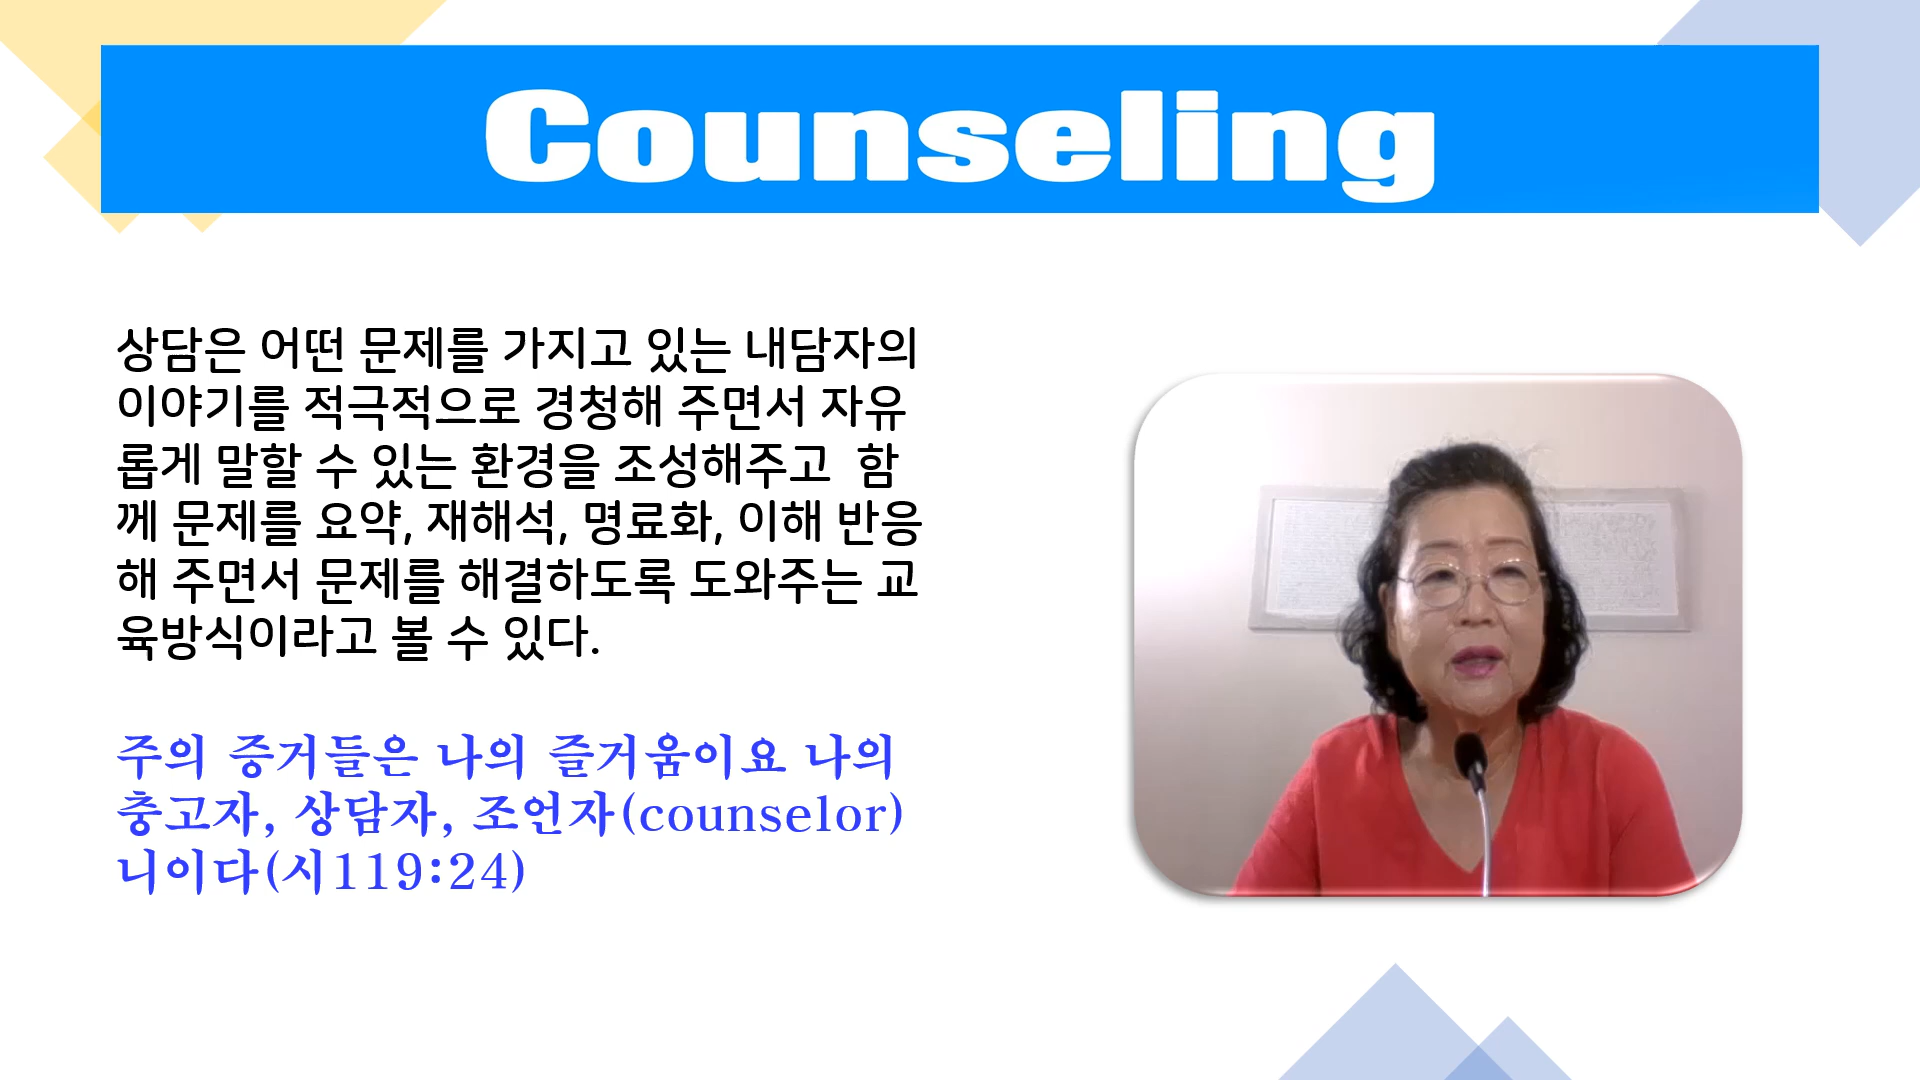 Counseling
상담은 어떤 문제를 가지고 있는 내담자의
이야기를 적극적으로 경청해 주면서 자유
롭게 말할 수 있는 환경을 조성해주고  함
께 문제를 요약, 재해석, 명료화, 이해 반응
해 주면서 문제를 해결하도록 도와주는 교
육방식이라고 볼 수 있다.
주의 증거들은 나의 즐거움이요 나의
충고자, 상담자, 조언자(counselor)
니이다(시119:24)